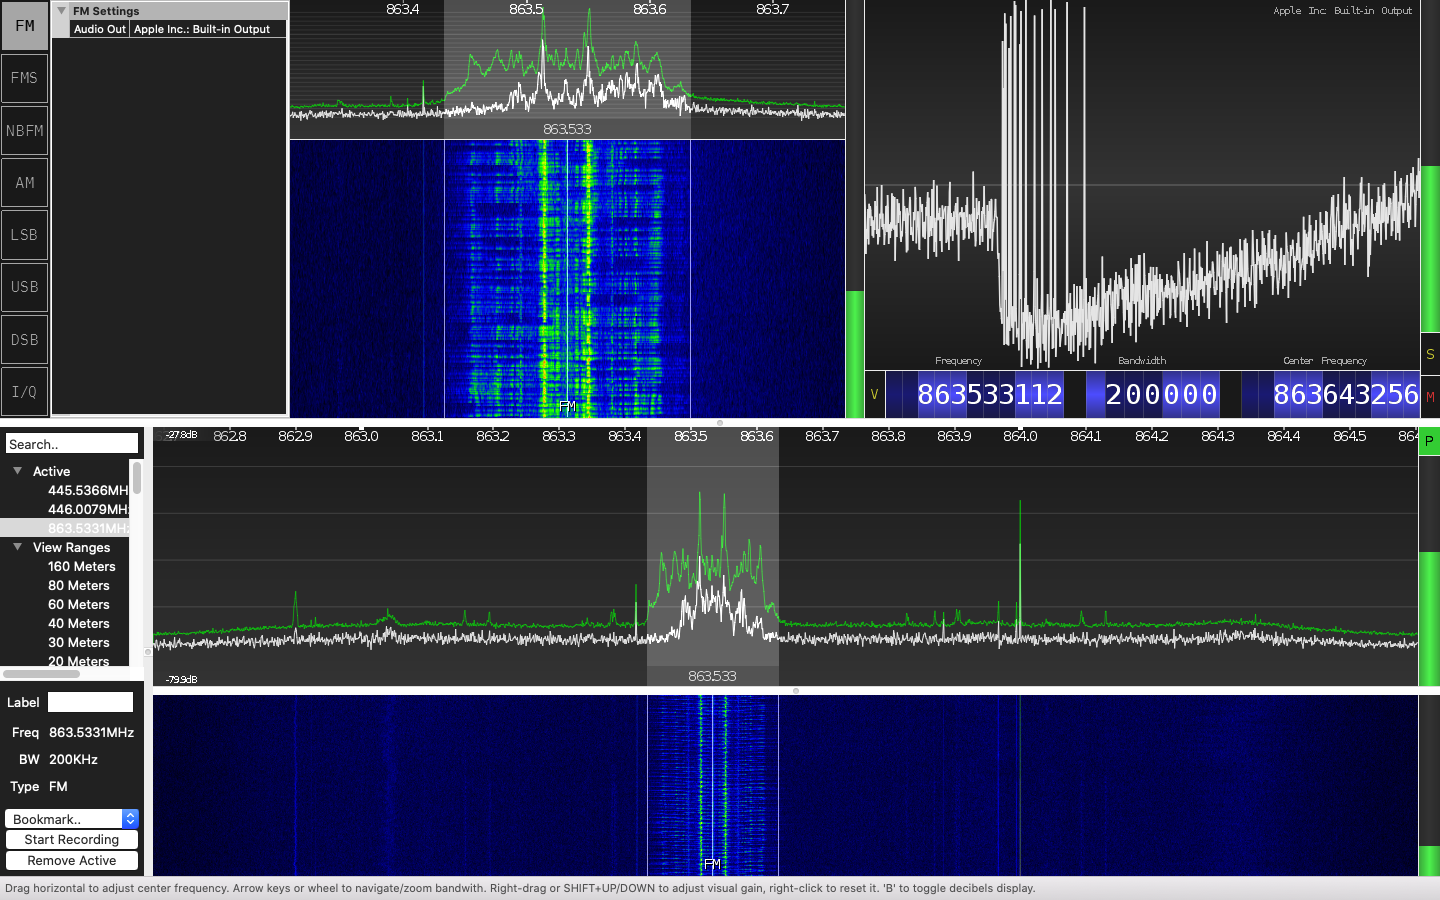 FM
FMS
NBFM
AM
LSB
USB
DSB
I/Q
FM Settings
Audio Out Apple Inc.: Built-in Output
863.4 863.5 863.6 863.7
863.533
FM
Apple Inc: Built-in Output
Frequency Bandwidth Center Frequency
V 863533112 200000 863643256
S
M
Search..
Active
445.5366MH
446.0079MH
863.5331MHz
View Ranges
160 Meters
80 Meters
60 Meters
40 Meters
30 Meters
20 Meters
Label
Freq 863.5331MHz
BW 200KHz
Type FM
Bookmark..
Start Recording
Remove Active
-27.8dB 862.8 862.9 863.0 863.1 863.2 863.3 863.4 863.5 863.6 863.7 863.8 863.9 864.0 864.1 864.2 864.3 864.4 864.5 864
P
863.533
-79.9dB
FM
Drag horizontal to adjust center frequency. Arrow keys or wheel to navigate/zoom bandwith. Right-drag or SHIFT+UP/DOWN to adjust visual gain, right-click to reset it. 'B' to toggle decibels display.